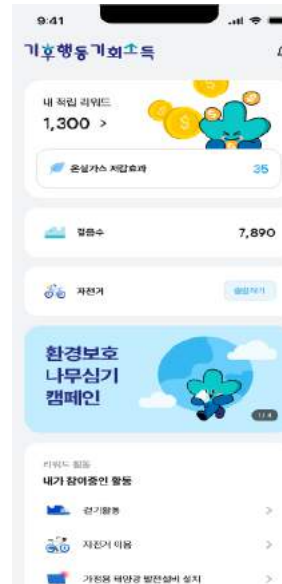 9:41
기후행동기회소득
내 적립 리워드
1,300 >
온실가스 저감효과 35
걸음수 7,890
자전거
환경보호
나무심기
캠페인
1/4
리워드 활동
내가 참여중인 활동
걷기활동
자전거 이용
가정용 태양광 발전설비 설치